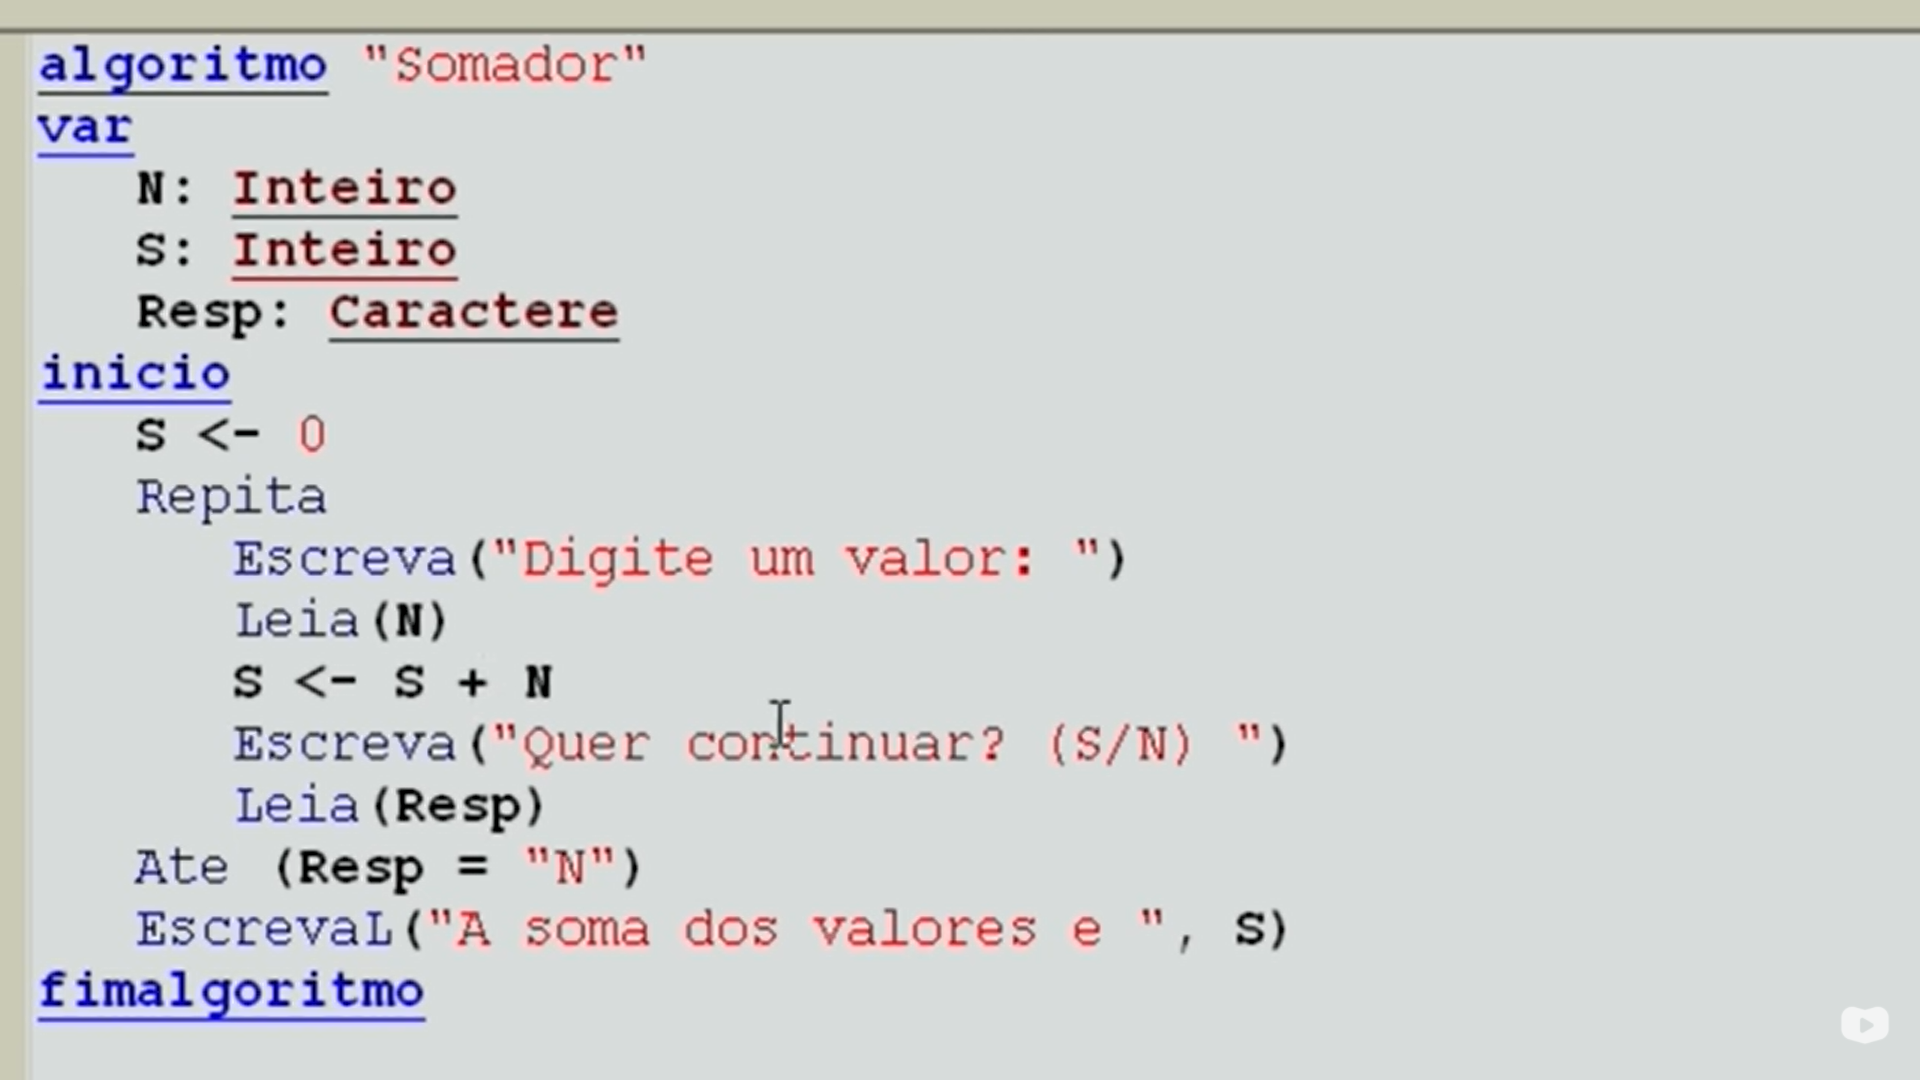 algoritmo "Somador"
var
N: Inteiro
S: Inteiro
Resp: Caractere
inicio
S <- 0
Repita
Escreva("Digite um valor: ")
Leia(N)
S <- S + N
Escreva("Quer continuar? (S/N) ")
Leia(Resp)
Ate (Resp = "N")
EscrevaL("A soma dos valores e ", S)
fimalgoritmo